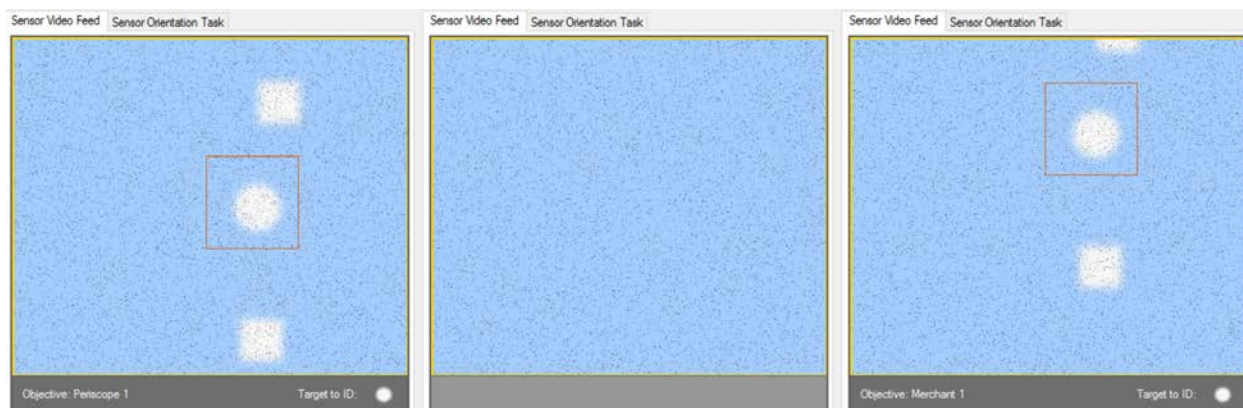 Sensor Video Feed Sensor Orientation Task
Objective: Periscope 1 Target to ID:
Sensor Video Feed Sensor Orientation Task
Sensor Video Feed Sensor Orientation Task
Objective: Merchant 1 Target to ID: